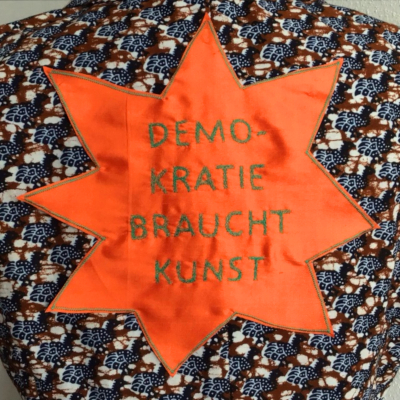 DEMO-
KRATIE
BRAUCHT
KUNST